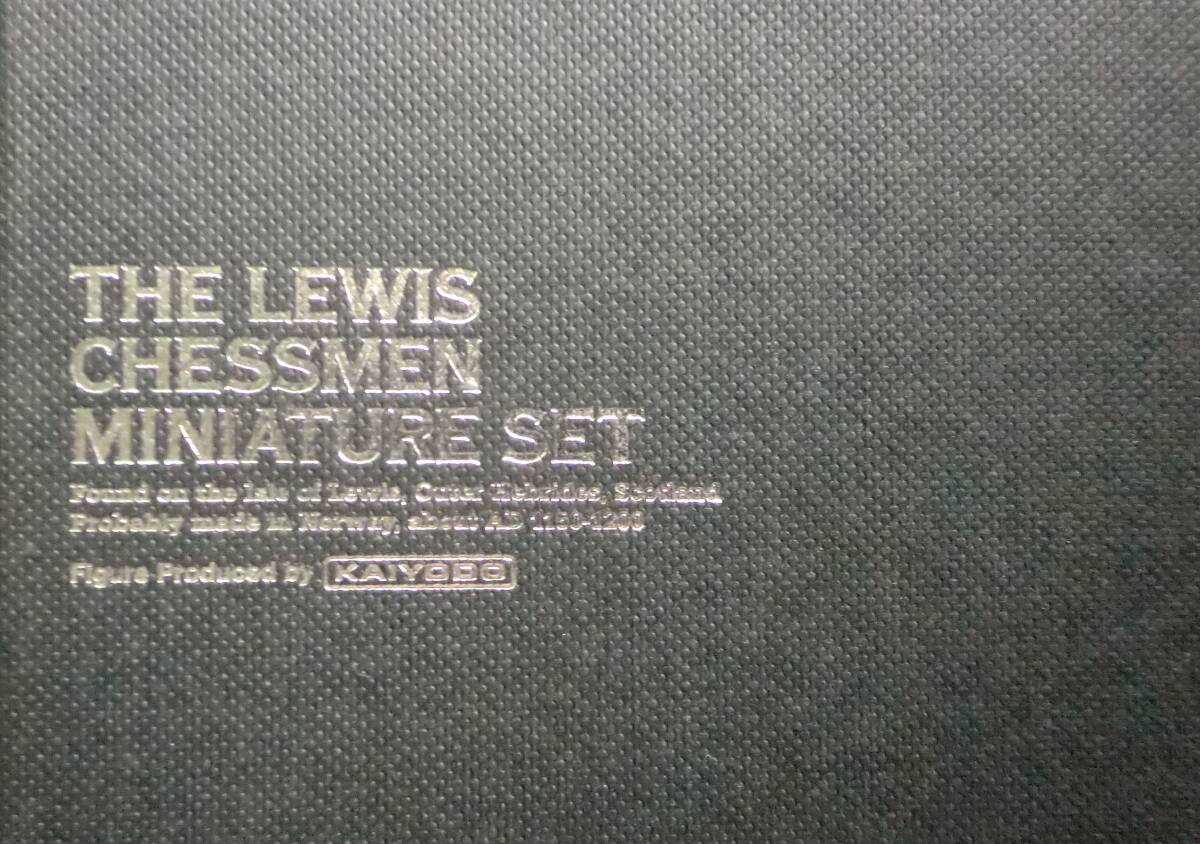 THE LEWIS
CHESSMEN
MINIATURE SET
Found on the Isle of Lewis, Outer Hebrides, Scotland
Probably made in Norway, about AD 1150-1200
Figure Produced by KAIYODO